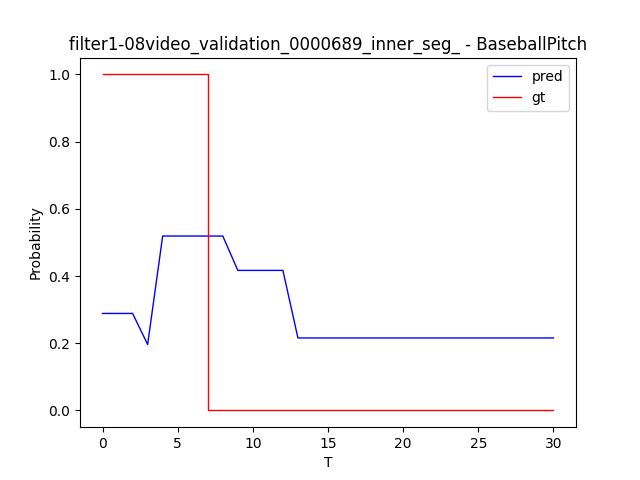 filter1-08video_validation_0000689_inner_seg_ - BaseballPitch
pred
gt
Probability
1.0
0.8
0.6
0.4
0.2
0.0
0 5 10 15 20 25 30
T